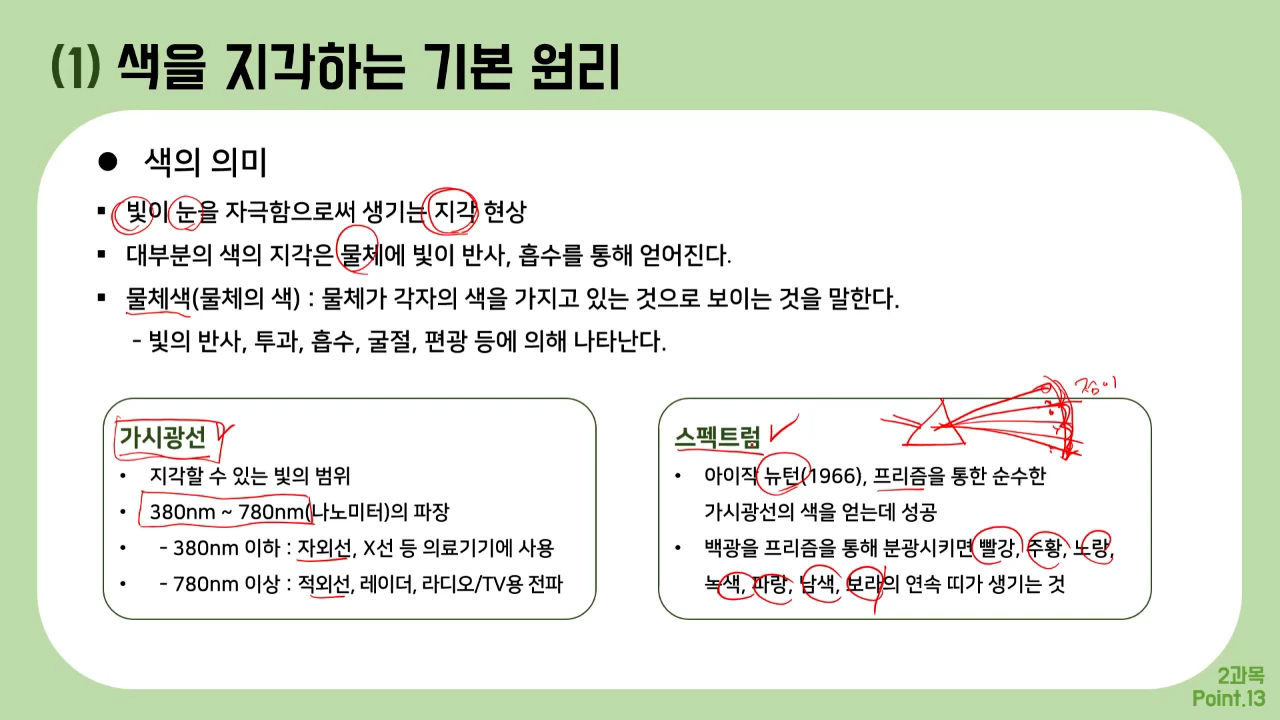 (1) 색을 지각하는 기본 원리
● 색의 의미
▪ 빛이 눈을 자극함으로써 생기는 지각 현상
▪ 대부분의 색의 지각은 물체에 빛이 반사, 흡수를 통해 얻어진다.
▪ 물체색(물체의 색) : 물체가 각자의 색을 가지고 있는 것으로 보이는 것을 말한다.
- 빛의 반사, 투과, 흡수, 굴절, 편광 등에 의해 나타난다.
가시광선
• 지각할 수 있는 빛의 범위
• 380nm ~ 780nm(나노미터)의 파장
• - 380nm 이하 : 자외선, X선 등 의료기기에 사용
• - 780nm 이상 : 적외선, 레이더, 라디오/TV용 전파
스펙트럼
• 아이작 뉴턴(1966), 프리즘을 통한 순수한
가시광선의 색을 얻는데 성공
• 백광을 프리즘을 통해 분광시키면 빨강, 주황, 노랑,
녹색, 파랑, 남색, 보라의 연속 띠가 생기는 것
2과목
Point.13